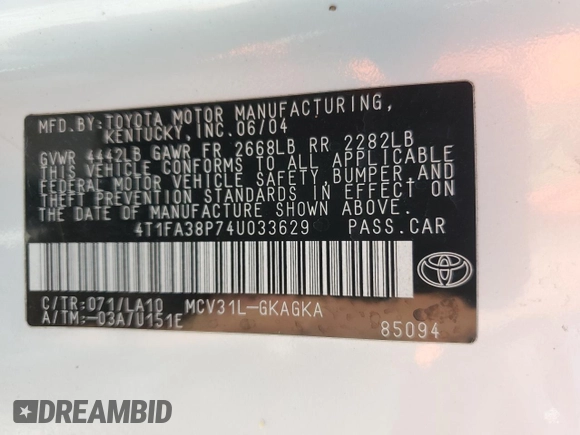 MFD.BY:TOYOTA MOTOR MANUFACTURING,
KENTUCKY, INC. 06/04
GVWR 4442LB GAWR FR 2668LB RR 2282LB
THIS VEHICLE CONFORMS TO ALL APPLICABLE
FEDERAL MOTOR VEHICLE SAFETY, BUMPER, AND
THEFT PREVENTION STANDARDS IN EFFECT ON
THE DATE OF MANUFACTURE SHOWN ABOVE.
4T1FA38P74U033629 PASS.CAR
C/TR:071/LA10 MCV31L-GKAGKA
A/TM:-03A/U151E
85094
DREAMBID